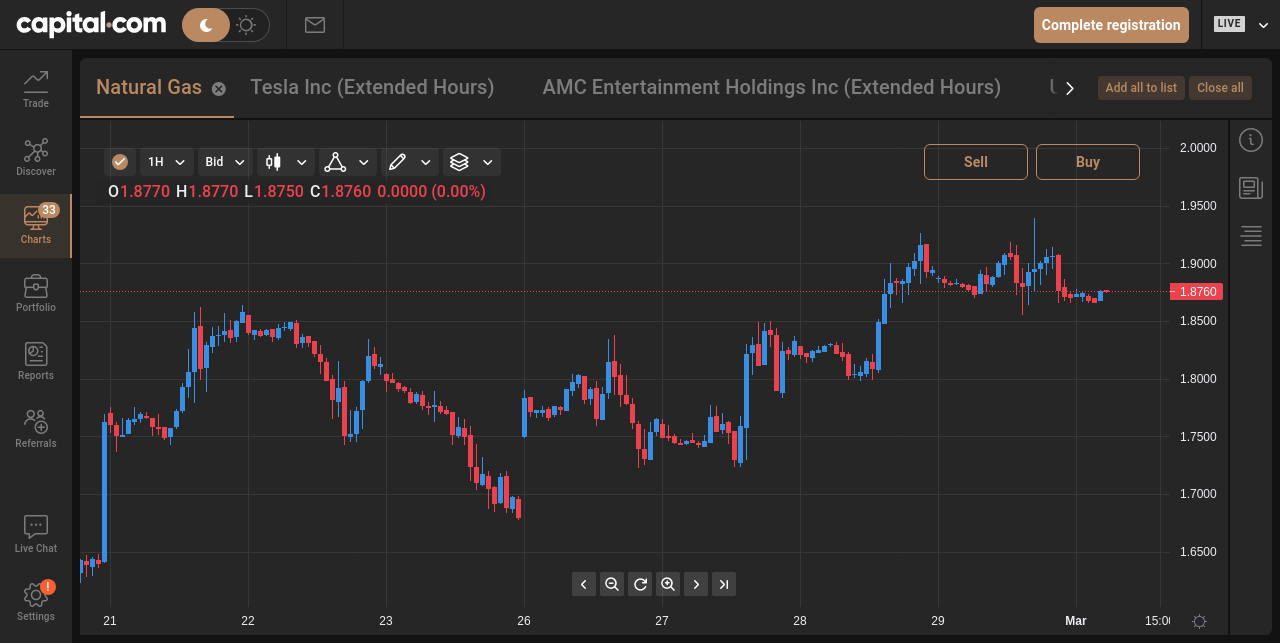 capital.com
Complete registration
LIVE
Natural Gas
Tesla Inc (Extended Hours)
AMC Entertainment Holdings Inc (Extended Hours)
Add all to list
Close all
Trade
Discover
33
Charts
Portfolio
Reports
Referrals
Live Chat
!
Settings
1H
Bid
Sell
Buy
O1.8770 H1.8770 L1.8750 C1.8760 0.0000 (0.00%)
2.0000
1.9500
1.9000
1.8760
1.8500
1.8000
1.7500
1.7000
1.6500
21 22 23 26 27 28 29 Mar 15:00